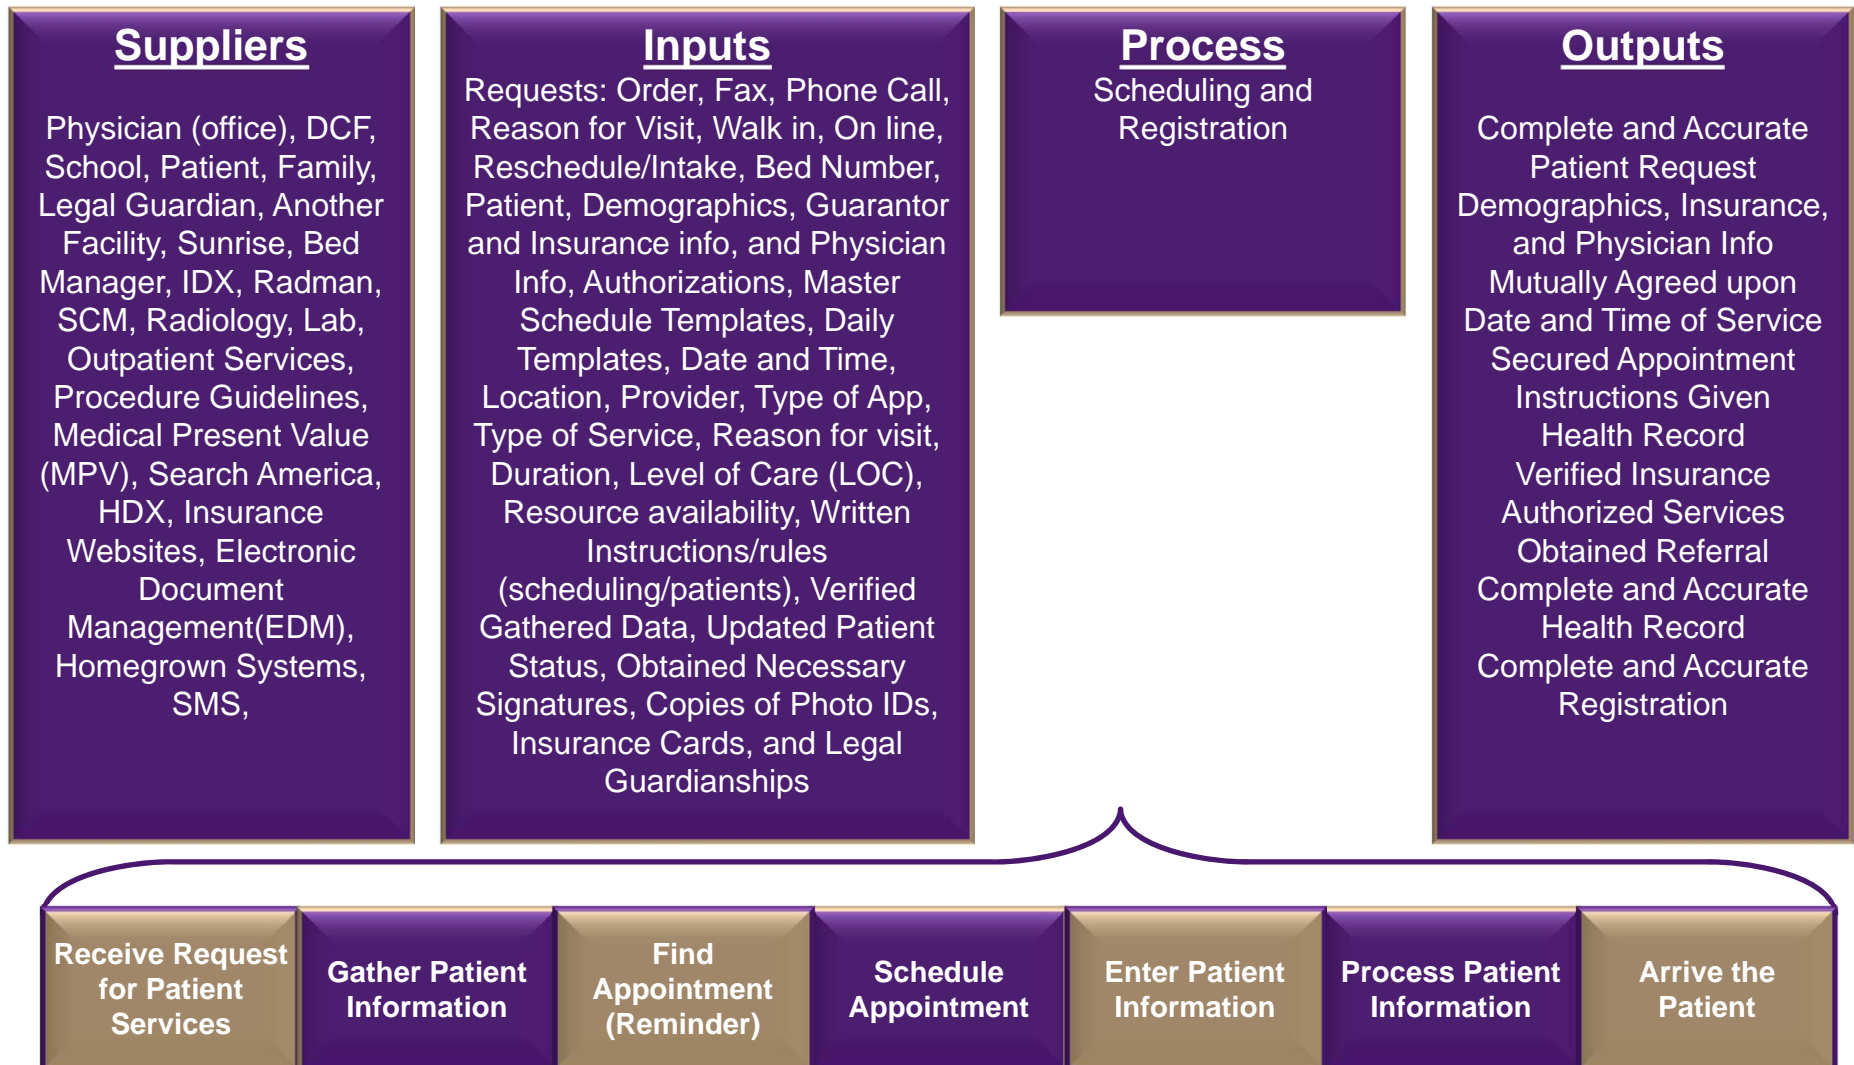 Suppliers
Physician (office), DCF,
School, Patient, Family,
Legal Guardian, Another
Facility, Sunrise, Bed
Manager, IDX, Radman,
SCM, Radiology, Lab,
Outpatient Services,
Procedure Guidelines,
Medical Present Value
(MPV), Search America,
HDX, Insurance
Websites, Electronic
Document
Management(EDM),
Homegrown Systems,
SMS,
Inputs
Requests: Order, Fax, Phone Call,
Reason for Visit, Walk in, On line,
Reschedule/Intake, Bed Number,
Patient, Demographics, Guarantor
and Insurance info, and Physician
Info, Authorizations, Master
Schedule Templates, Daily
Templates, Date and Time,
Location, Provider, Type of App,
Type of Service, Reason for visit,
Duration, Level of Care (LOC),
Resource availability, Written
Instructions/rules
(scheduling/patients), Verified
Gathered Data, Updated Patient
Status, Obtained Necessary
Signatures, Copies of Photo IDs,
Insurance Cards, and Legal
Guardianships
Process
Scheduling and
Registration
Outputs
Complete and Accurate
Patient Request
Demographics, Insurance,
and Physician Info
Mutually Agreed upon
Date and Time of Service
Secured Appointment
Instructions Given
Health Record
Verified Insurance
Authorized Services
Obtained Referral
Complete and Accurate
Health Record
Complete and Accurate
Registration
Receive Request
for Patient
Services
Gather Patient
Information
Find
Appointment
(Reminder)
Schedule
Appointment
Enter Patient
Information
Process Patient
Information
Arrive the
Patient